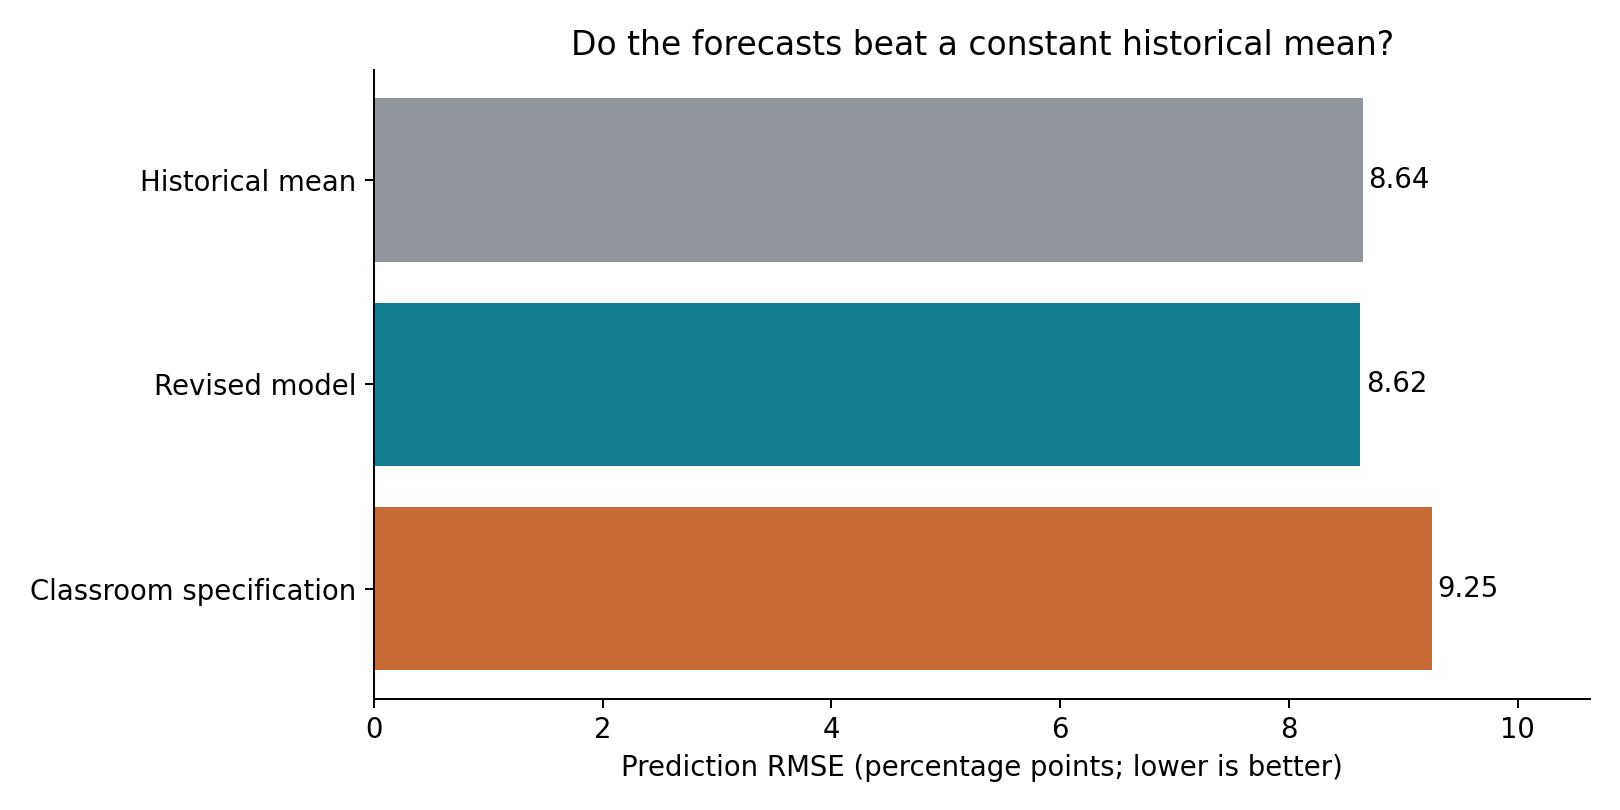 Do the forecasts beat a constant historical mean?
Historical mean
8.64
Revised model
8.62
Classroom specification
9.25
0 2 4 6 8 10
Prediction RMSE (percentage points; lower is better)